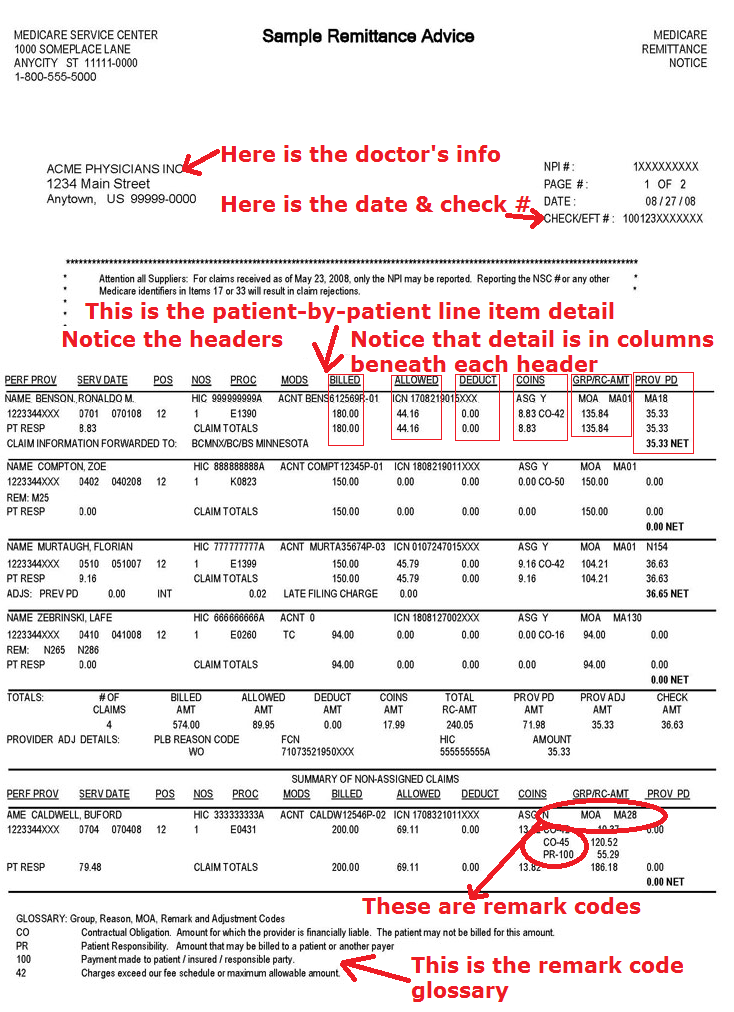 MEDICARE SERVICE CENTER
1000 SOMEPLACE LANE
ANYCITY ST 11111-0000
1-800-555-5000
Sample Remittance Advice
MEDICARE
REMITTANCE
NOTICE
Here is the doctor's info
ACME PHYSICIANS INC
1234 Main Street
Anytown, US 99999-0000
Here is the date & check #
NPI # : 1XXXXXXXXX
PAGE # : 1 OF 2
DATE : 08 / 27 / 08
CHECK/EFT # : 100123XXXXXXX
* Attention all Suppliers: For claims received as of May 23, 2008, only the NPI may be reported. Reporting the NSC # or any other *
* Medicare identifiers in Items 17 or 33 will result in claim rejections. *
This is the patient-by-patient line item detail
Notice the headers
Notice that detail is in columns
beneath each header
PERF PROV SERV DATE POS NOS PROC MODS BILLED ALLOWED DEDUCT COINS GRP/RC-AMT PROV PD
NAME BENSON, RONALDO M. HIC 999999999A ACNT BENS612569R-01 ICN 1708219015XXX ASG Y MOA MA01 MA18
1223344XXX 0701 070108 12 1 E1390 180.00 44.16 0.00 8.83 CO-42 135.84 35.33
PT RESP 8.83 CLAIM TOTALS 180.00 44.16 0.00 8.83 135.84 35.33
CLAIM INFORMATION FORWARDED TO: BCMNX/BC/BS MINNESOTA 35.33 NET
NAME COMPTON, ZOE HIC 888888888A ACNT COMPT12345P-01 ICN 1808219011XXX ASG Y MOA MA01
1223344XXX 0402 040208 12 1 K0823 150.00 0.00 0.00 0.00 CO-50 150.00 0.00
REM: M25
PT RESP 0.00 CLAIM TOTALS 150.00 0.00 0.00 0.00 150.00 0.00
0.00 NET
NAME MURTAUGH, FLORIAN HIC 777777777A ACNT MURTA35674P-03 ICN 0107247015XXX ASG Y MOA MA01 N154
1223344XXX 0510 051007 12 1 E1399 150.00 45.79 0.00 9.16 CO-42 104.21 36.63
PT RESP 9.16 CLAIM TOTALS 150.00 45.79 0.00 9.16 104.21 36.63
ADJS: PREV PD 0.00 INT 0.02 LATE FILING CHARGE 0.00 36.65 NET
NAME ZEBRINSKI, LAFE HIC 666666666A ACNT 0 ICN 1808127002XXX ASG Y MOA MA130
1223344XXX 0410 041008 12 1 E0260 TC 94.00 0.00 0.00 0.00 CO-16 94.00 0.00
REM: N265 N286
PT RESP 0.00 CLAIM TOTALS 94.00 0.00 0.00 0.00 94.00 0.00
0.00 NET
TOTALS: # OF BILLED ALLOWED DEDUCT COINS TOTAL PROV PD PROV ADJ CHECK
CLAIMS AMT AMT AMT AMT RC-AMT AMT AMT AMT
4 574.00 89.95 0.00 17.99 240.05 71.98 35.33 36.63
PROVIDER ADJ DETAILS: PLB REASON CODE FCN HIC AMOUNT
WO 71073521950XXX 555555555A 35.33
SUMMARY OF NON-ASSIGNED CLAIMS
PERF PROV SERV DATE POS NOS PROC MODS BILLED ALLOWED DEDUCT COINS GRP/RC-AMT PROV PD
AME CALDWELL, BUFORD HIC 333333333A ACNT CALDW12546P-02 ICN 1708321011XXX ASG N MOA MA28
1223344XXX 0704 070408 12 1 E0431 200.00 69.11 0.00 0.00
CO-45 120.52
PR-100 55.29
PT RESP 79.48 CLAIM TOTALS 200.00 69.11 0.00 13.82 186.18 0.00
0.00 NET
These are remark codes
GLOSSARY: Group, Reason, MOA, Remark and Adjustment Codes
CO Contractual Obligation. Amount for which the provider is financially liable. The patient may not be billed for this amount.
PR Patient Responsibility. Amount that may be billed to a patient or another payer
100 Payment made to patient / insured / responsible party.
42 Charges exceed our fee schedule or maximum allowable amount.
This is the remark code
glossary